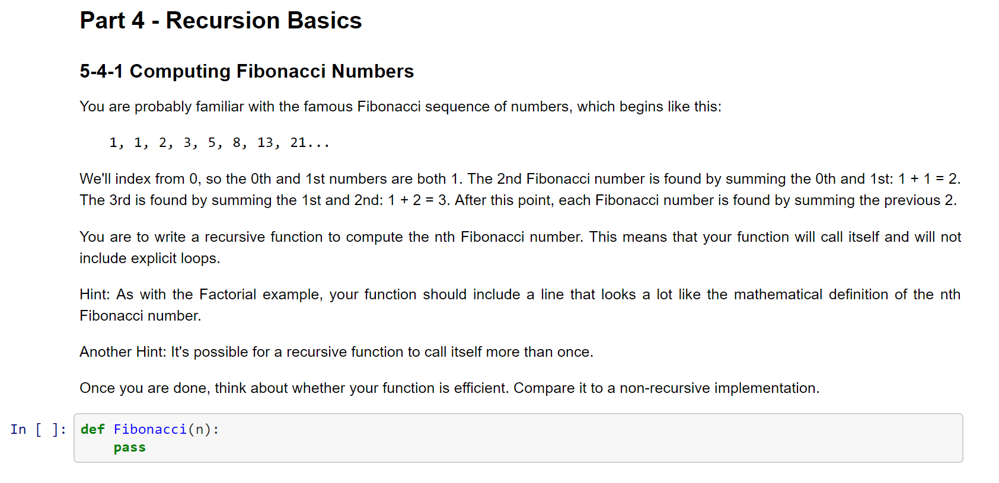 Part 4 - Recursion Basics
5-4-1 Computing Fibonacci Numbers
You are probably familiar with the famous Fibonacci sequence of numbers, which begins like this:
1, 1, 2, 3, 5, 8, 13, 21...
We'll index from 0, so the 0th and 1st numbers are both 1. The 2nd Fibonacci number is found by summing the 0th and 1st: 1 + 1 = 2.
The 3rd is found by summing the 1st and 2nd: 1 + 2 = 3. After this point, each Fibonacci number is found by summing the previous 2.
You are to write a recursive function to compute the nth Fibonacci number. This means that your function will call itself and will not
include explicit loops.
Hint: As with the Factorial example, your function should include a line that looks a lot like the mathematical definition of the nth
Fibonacci number.
Another Hint: It's possible for a recursive function to call itself more than once.
Once you are done, think about whether your function is efficient. Compare it to a non-recursive implementation.
In [ ]: def Fibonacci(n):
pass